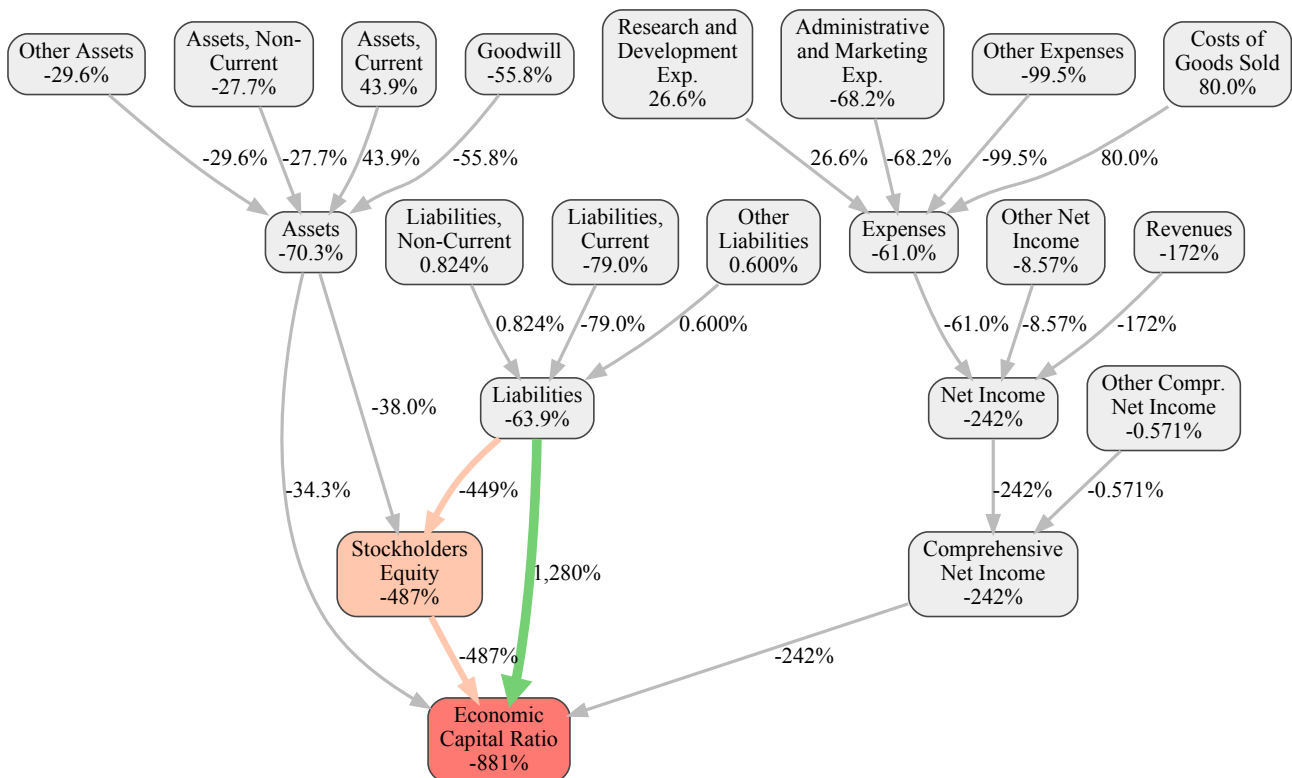 Other Assets
-29.6%
Assets, Non-
Current
-27.7%
Assets,
Current
43.9%
Goodwill
-55.8%
Research and
Development
Exp.
26.6%
Administrative
and Marketing
Exp.
-68.2%
Other Expenses
-99.5%
Costs of
Goods Sold
80.0%
-29.6%
-27.7%
43.9%
-55.8%
26.6%
-68.2%
-99.5%
80.0%
Assets
-70.3%
Liabilities,
Non-Current
0.824%
Liabilities,
Current
-79.0%
Other
Liabilities
0.600%
Expenses
-61.0%
Other Net
Income
-8.57%
Revenues
-172%
0.824%
-79.0%
0.600%
-61.0%
-8.57%
-172%
-38.0%
Liabilities
-63.9%
Net Income
-242%
Other Compr.
Net Income
-0.571%
-34.3%
-449%
-242%
-0.571%
Stockholders
Equity
-487%
1,280%
Comprehensive
Net Income
-242%
-487%
-242%
Economic
Capital Ratio
-881%